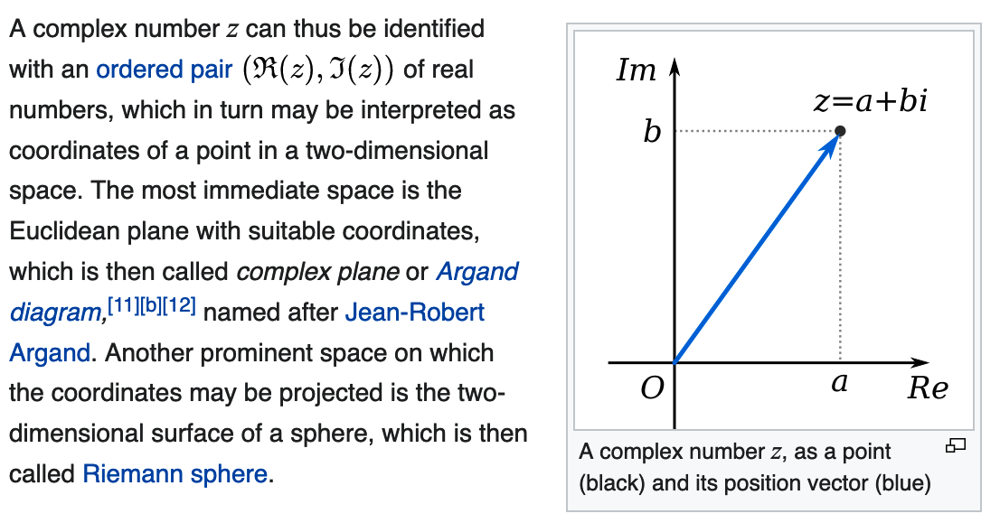 A complex number z can thus be identified
with an ordered pair (ℜ(z), ℑ(z)) of real
numbers, which in turn may be interpreted as
coordinates of a point in a two-dimensional
space. The most immediate space is the
Euclidean plane with suitable coordinates,
which is then called complex plane or Argand
diagram,[11][b][12] named after Jean-Robert
Argand. Another prominent space on which
the coordinates may be projected is the two-
dimensional surface of a sphere, which is then
called Riemann sphere.
Im
z=a+bi
b
O
a
Re
A complex number z, as a point
(black) and its position vector (blue)